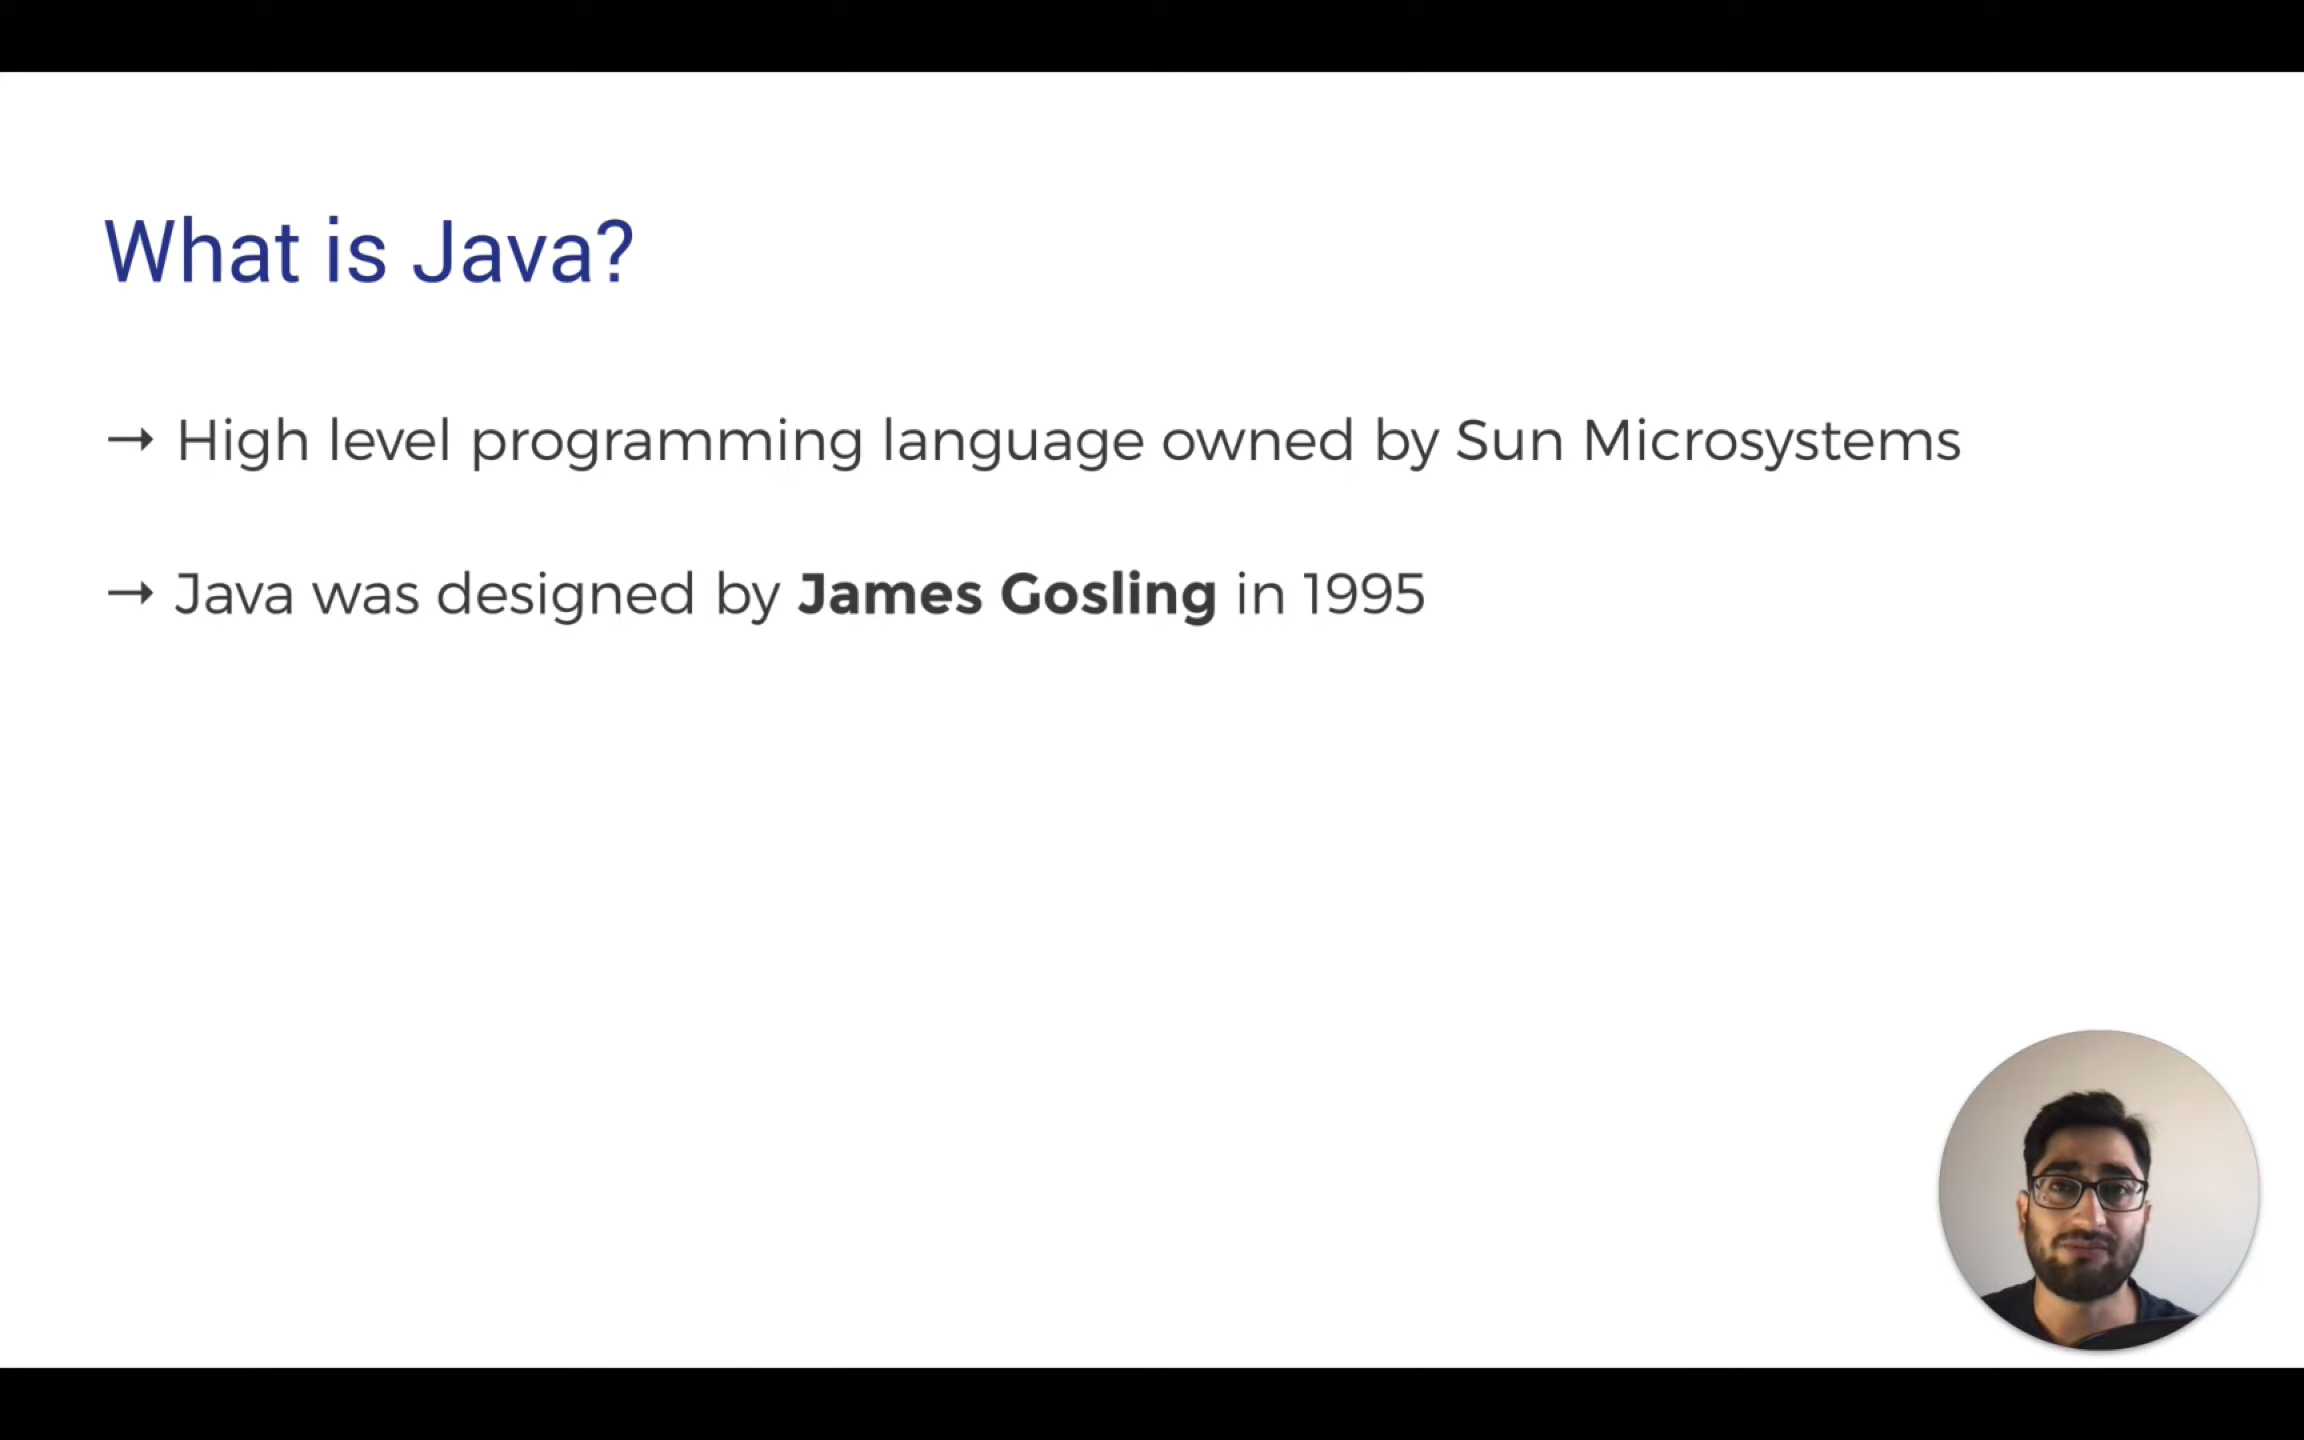 What is Java?
→ High level programming language owned by Sun Microsystems
→ Java was designed by James Gosling in 1995